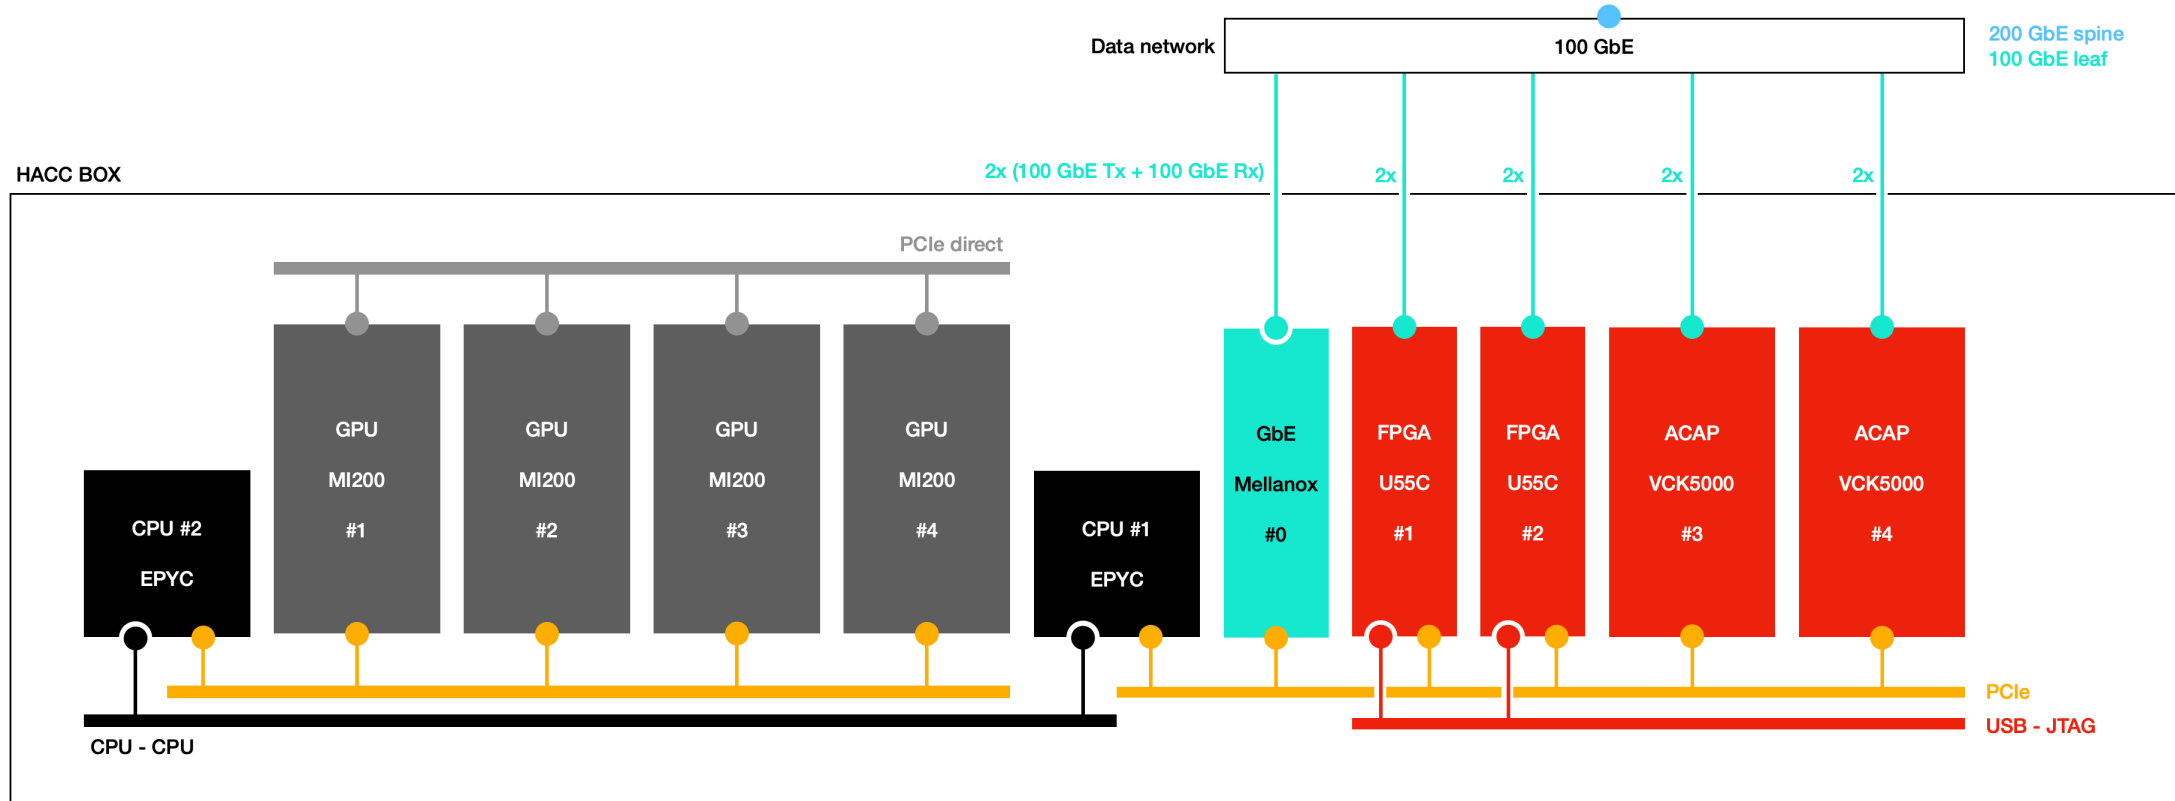 Data network
100 GbE
200 GbE spine
100 GbE leaf
HACC BOX
2x (100 GbE Tx + 100 GbE Rx)
2x
2x
2x
2x
PCIe direct
GPU
MI200
#1
GPU
MI200
#2
GPU
MI200
#3
GPU
MI200
#4
CPU #2
EPYC
CPU #1
EPYC
GbE
Mellanox
#0
FPGA
U55C
#1
FPGA
U55C
#2
ACAP
VCK5000
#3
ACAP
VCK5000
#4
PCIe
USB - JTAG
CPU - CPU